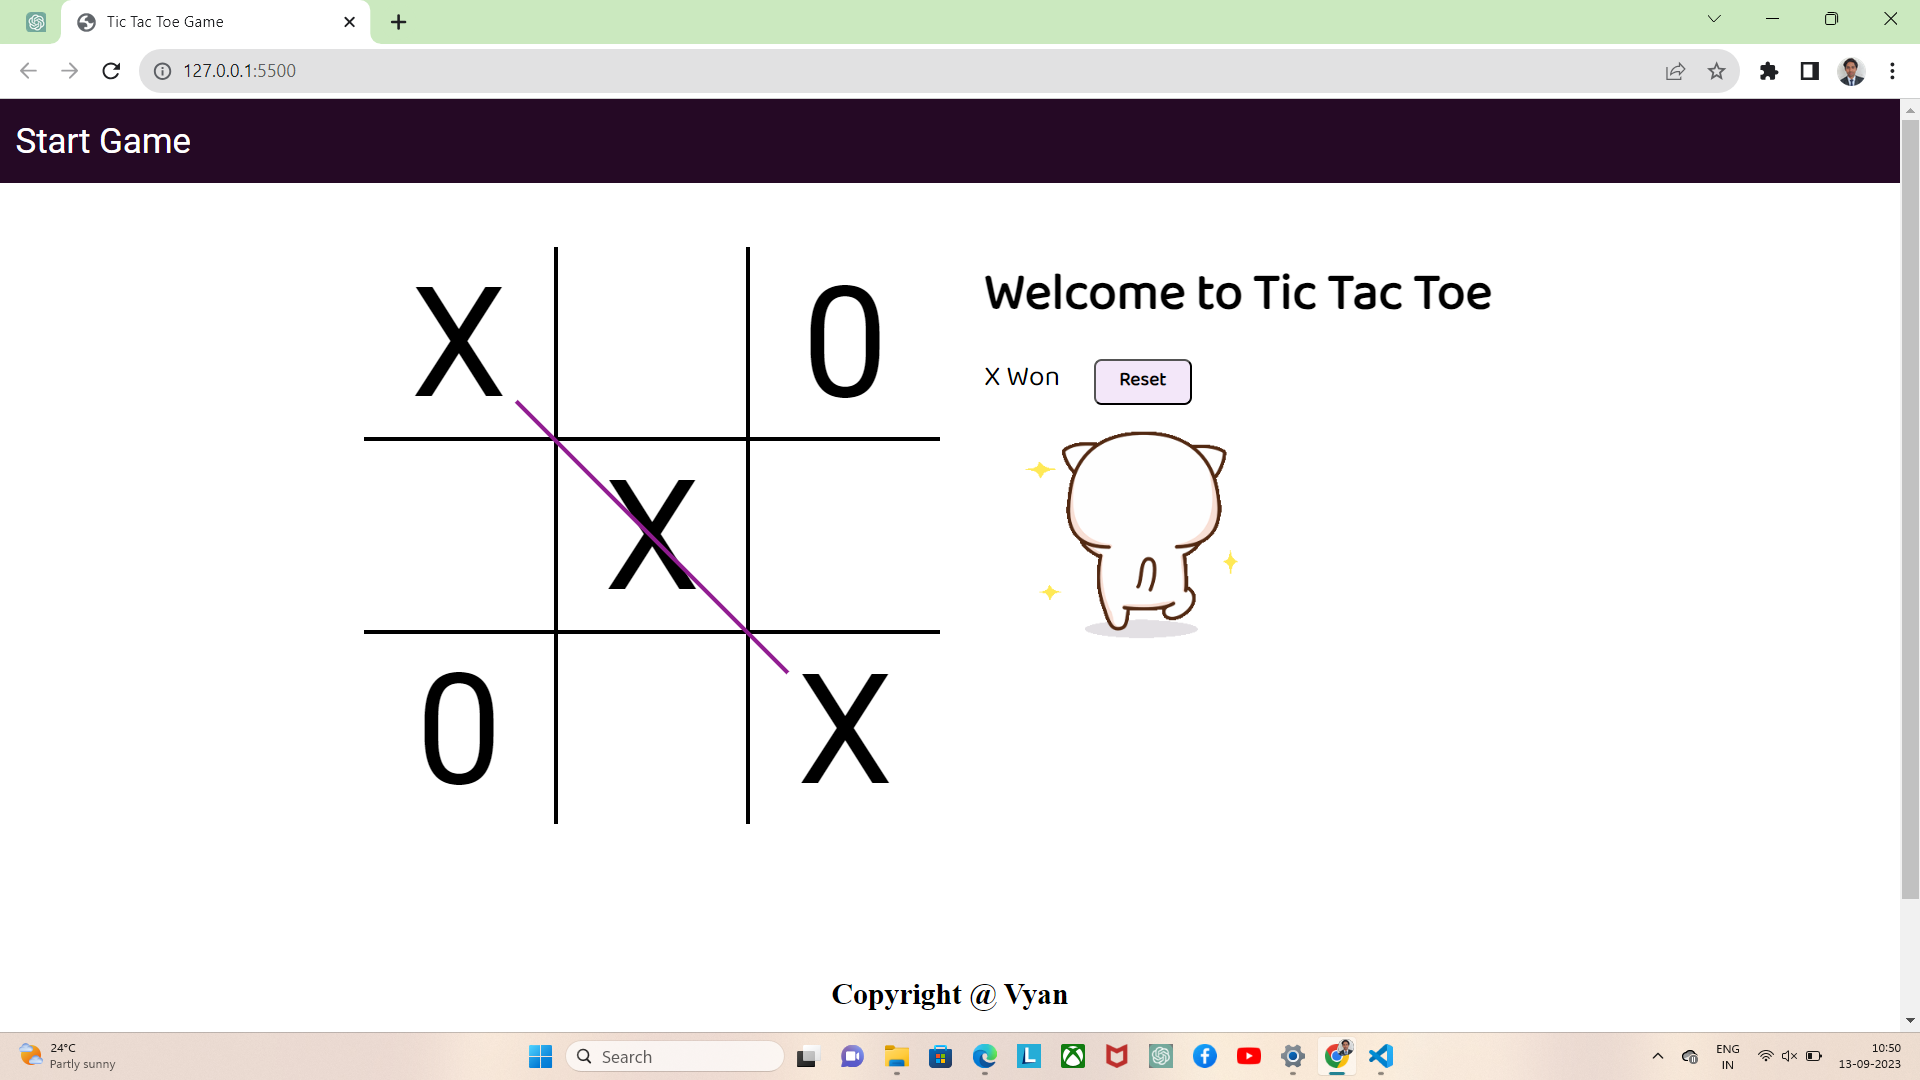 Tic Tac Toe Game
127.0.0.1:5500
Start Game
X 0
X
0 X
Welcome to Tic Tac Toe
X Won Reset
Copyright @ Vyan
24°C
Partly sunny
Search
L
ENG
IN
10:50
13-09-2023